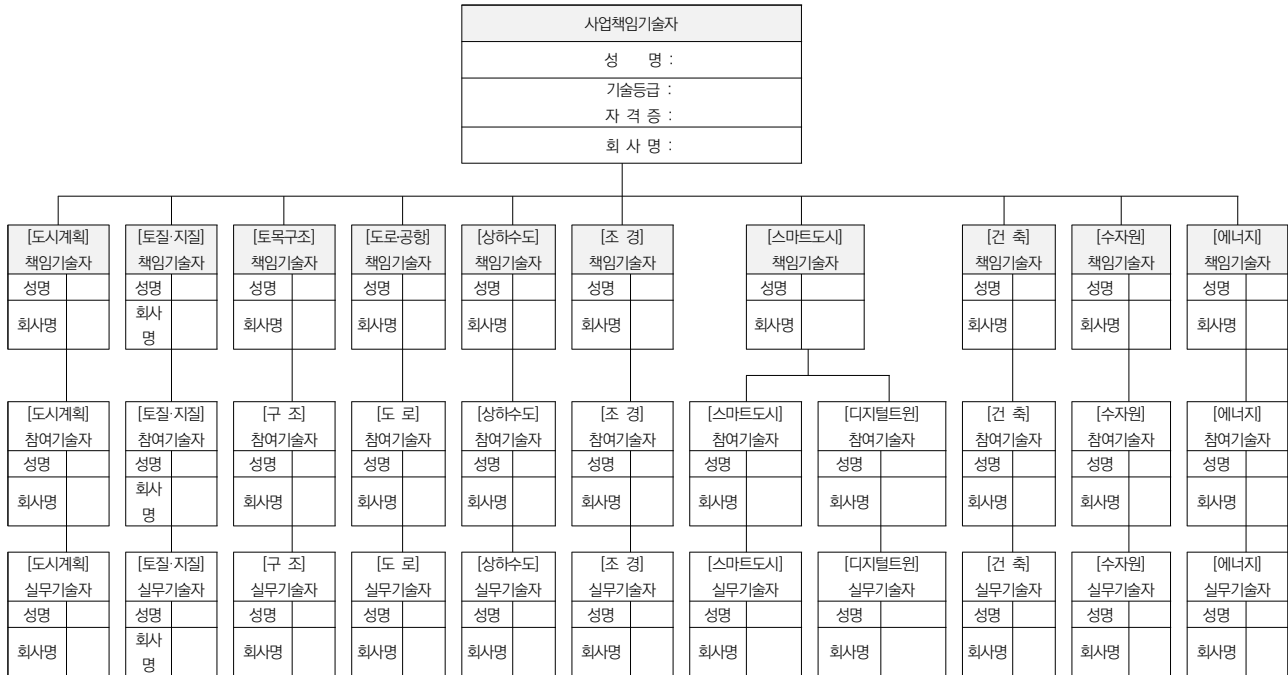 사업책임기술자
성 명 :
기술등급 :
자 격 증 :
회 사 명 :
[도시계획] [토질·지질] [토목구조] [도로·공항] [상하수도] [조 경] [스마트도시] [건 축] [수자원] [에너지]
책임기술자 책임기술자 책임기술자 책임기술자 책임기술자 책임기술자 책임기술자 책임기술자 책임기술자 책임기술자
성명 성명 성명 성명 성명 성명 성명 성명 성명 성명
회사명 회사명 회사명 회사명 회사명 회사명 회사명 회사명 회사명 회사명
[도시계획] [토질·지질] [구 조] [도 로] [상하수도] [조 경] [스마트도시] [디지털트윈] [건 축] [수자원] [에너지]
참여기술자 참여기술자 참여기술자 참여기술자 참여기술자 참여기술자 참여기술자 참여기술자 참여기술자 참여기술자 참여기술자
성명 성명 성명 성명 성명 성명 성명 성명 성명 성명 성명
회사명 회사명 회사명 회사명 회사명 회사명 회사명 회사명 회사명 회사명 회사명
[도시계획] [토질·지질] [구 조] [도 로] [상하수도] [조 경] [스마트도시] [디지털트윈] [건 축] [수자원] [에너지]
실무기술자 실무기술자 실무기술자 실무기술자 실무기술자 실무기술자 실무기술자 실무기술자 실무기술자 실무기술자 실무기술자
성명 성명 성명 성명 성명 성명 성명 성명 성명 성명 성명
회사명 회사명 회사명 회사명 회사명 회사명 회사명 회사명 회사명 회사명 회사명